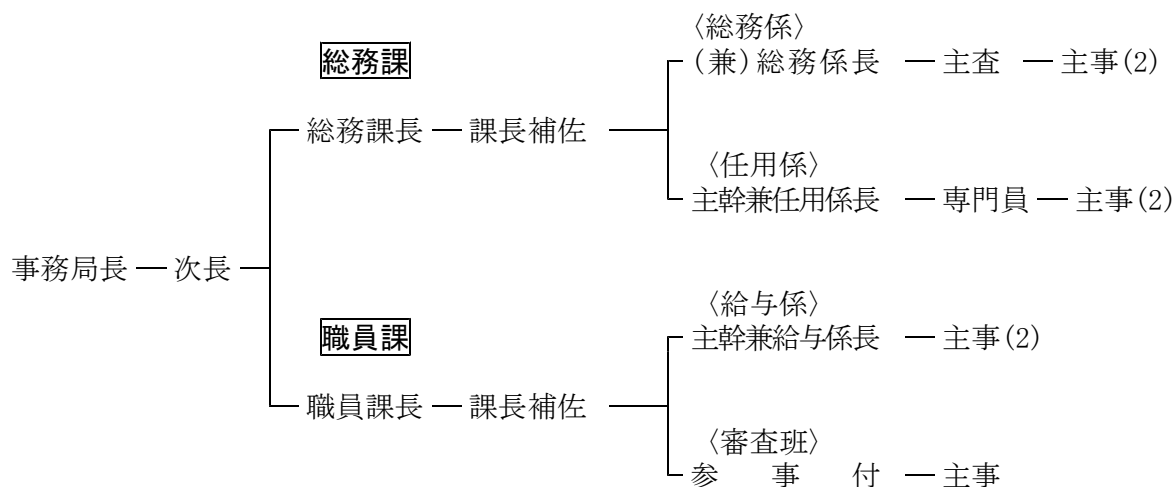 〈総務係〉
総務課
(兼)総務係長 ― 主査 ― 主事(2)
総務課長 ― 課長補佐
〈任用係〉
主幹兼任用係長 ― 専門員 ― 主事(2)
事務局長 ― 次長
〈給与係〉
職員課
主幹兼給与係長 ― 主事(2)
職員課長 ― 課長補佐
〈審査班〉
参事付 ― 主事